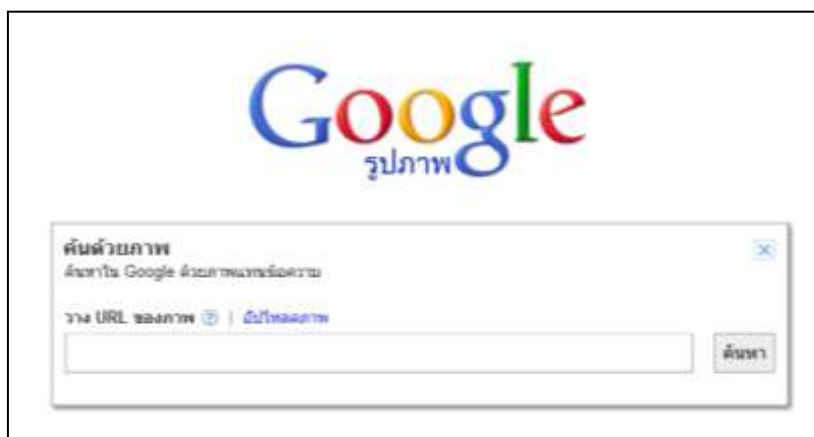 Google
รูปภาพ
ค้นด้วยภาพ
ค้นหาใน Google ด้วยภาพแทนข้อความ
วาง URL ของภาพ ? | อัปโหลดภาพ
ค้นหา